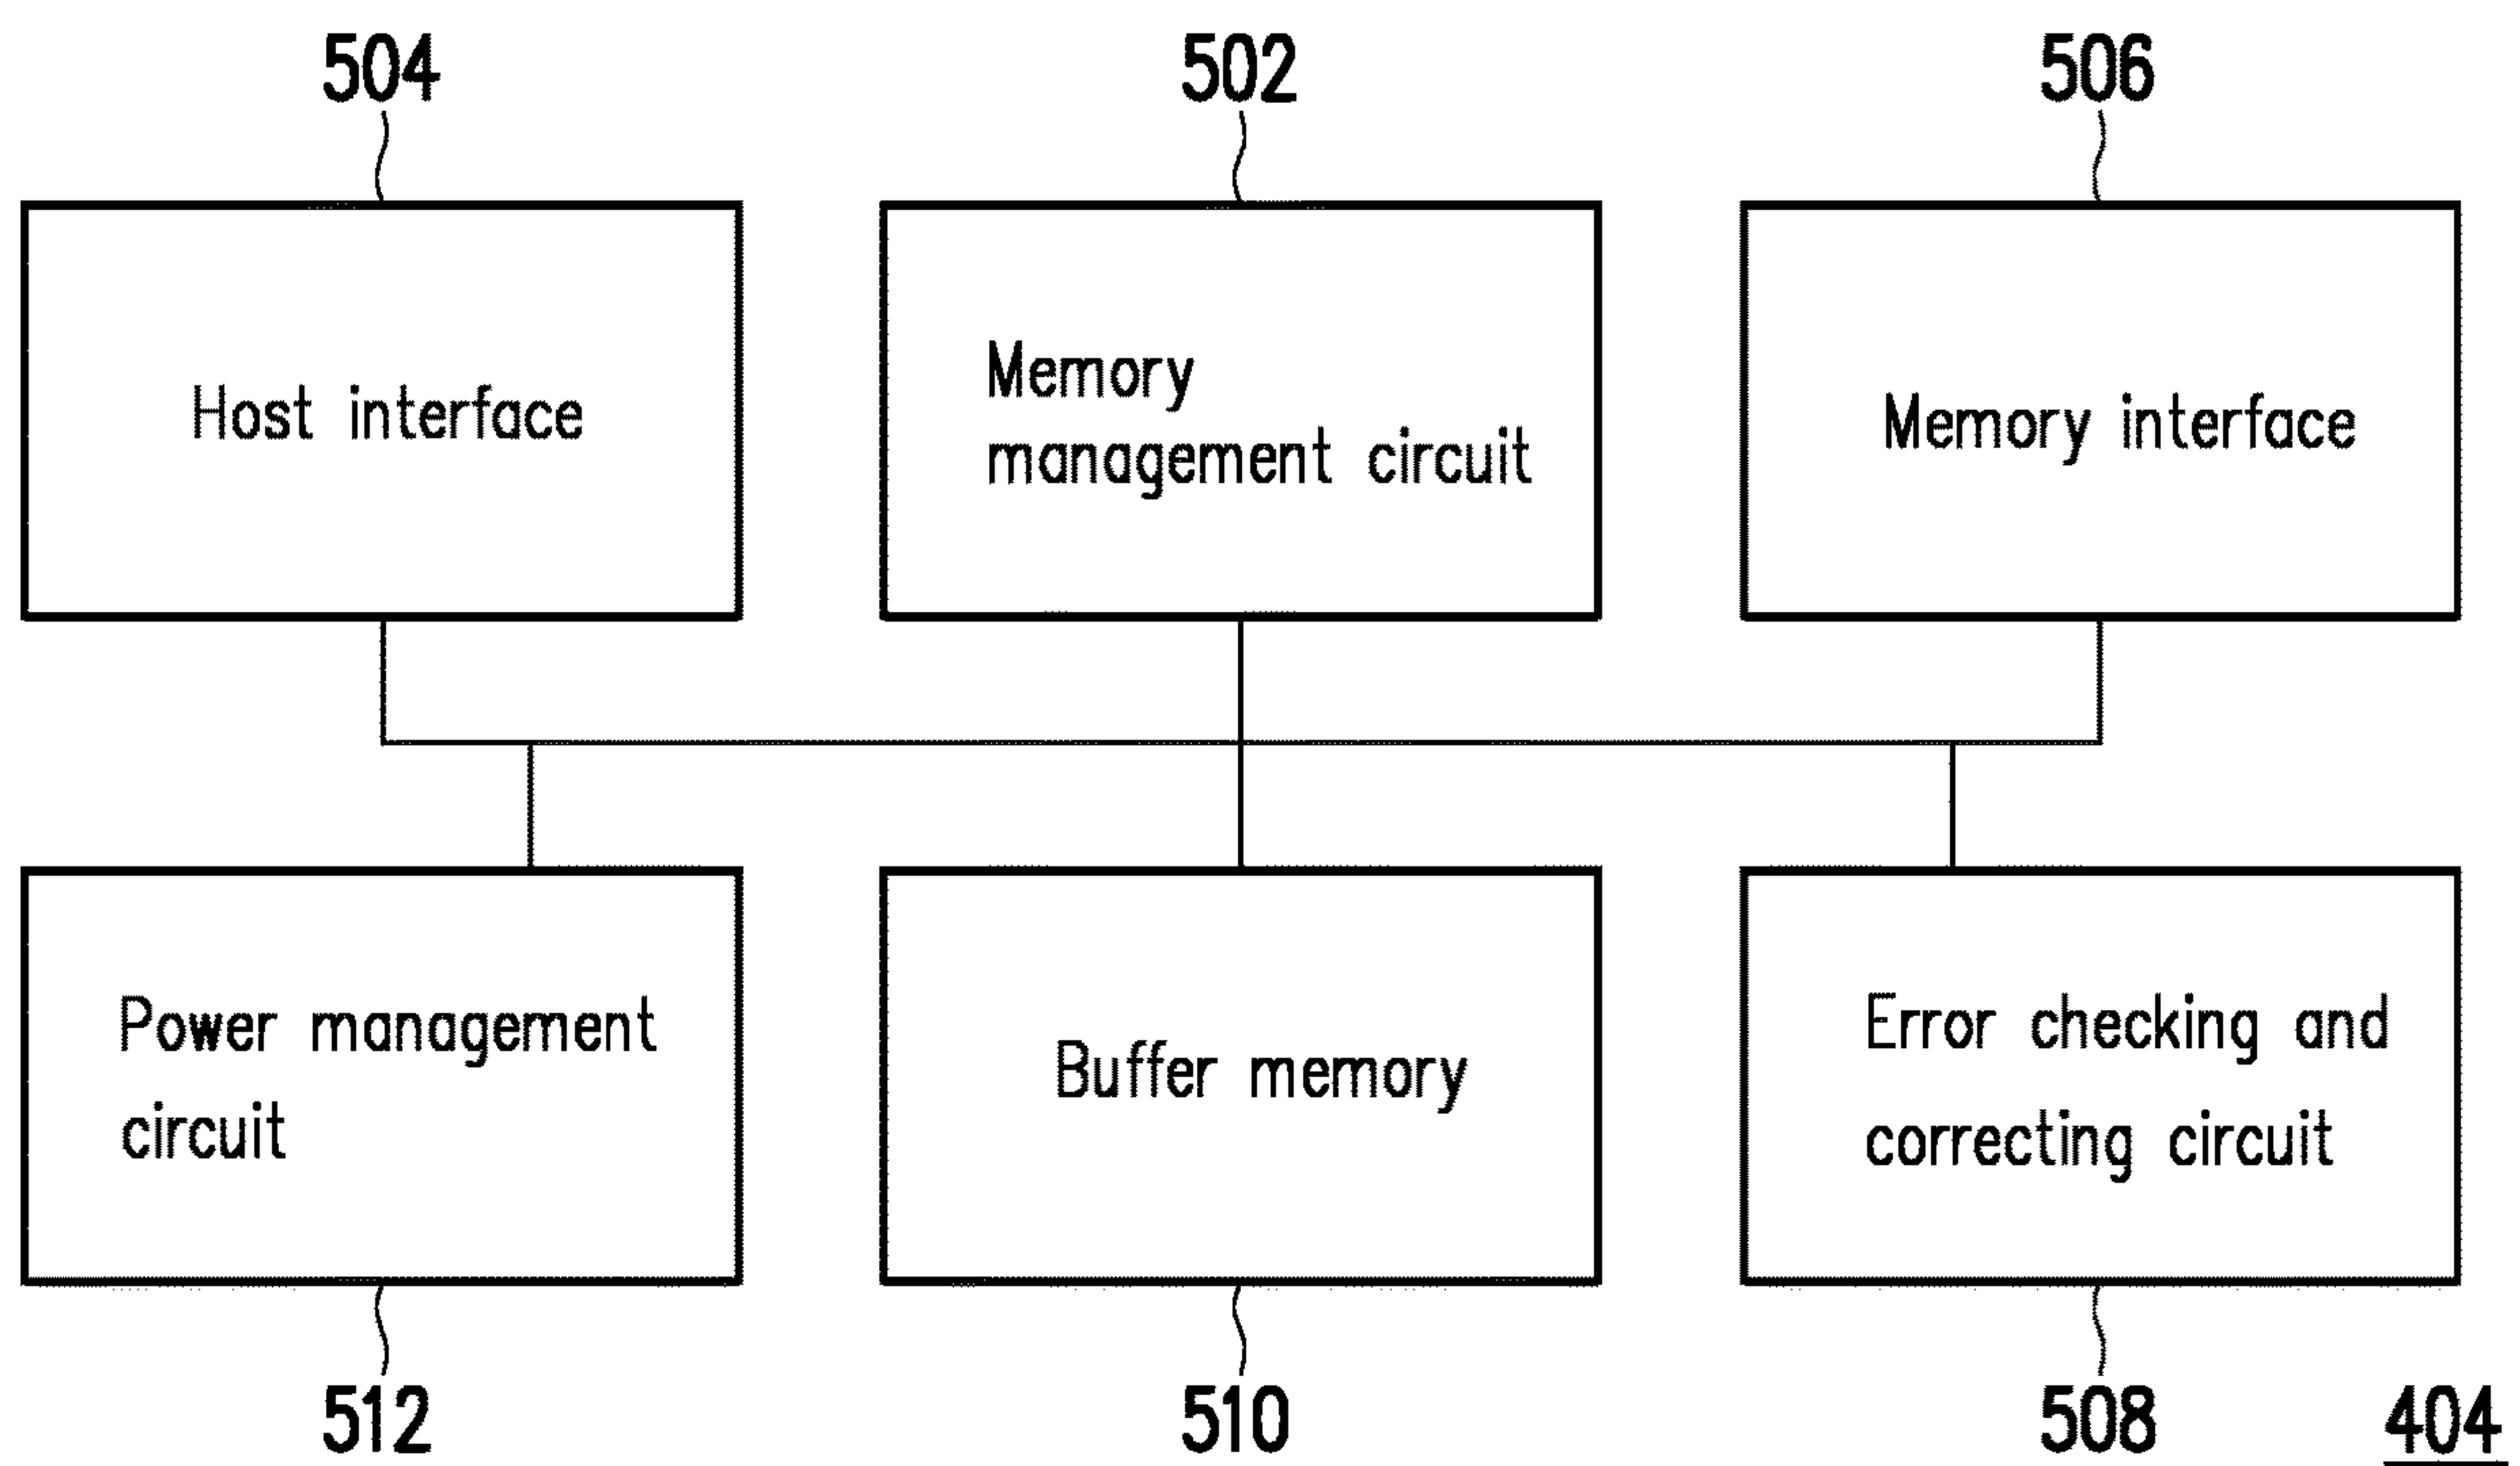 504
502
506
Host interface
Memory
management circuit
Memory interface
Power management
circuit
Buffer memory
Error checking and
correcting circuit
512
510
508
404